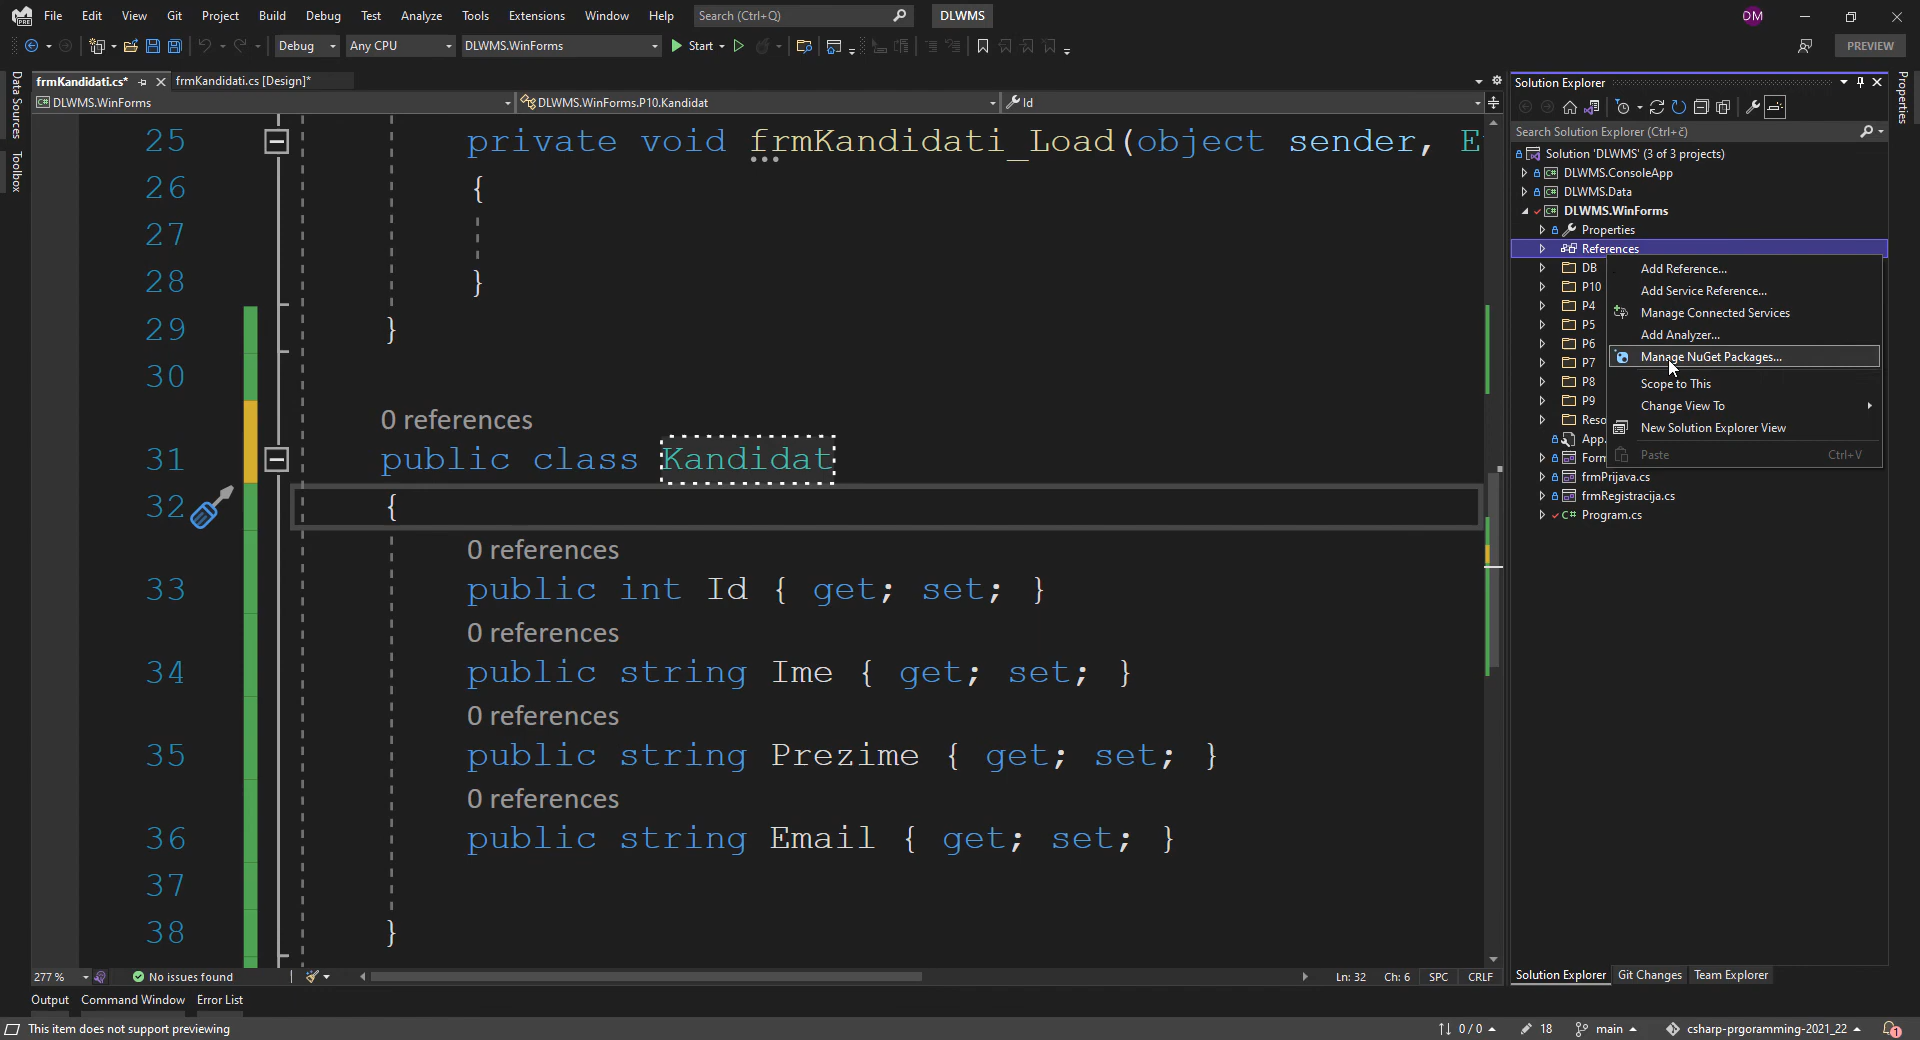 File Edit View Git Project Build Debug Test Analyze Tools Extensions Window Help Search (Ctrl+Q) DLWMS DM
Debug Any CPU DLWMS.WinForms Start PREVIEW
frmKandidati.cs* frmKandidati.cs [Design]*
DLWMS.WinForms DLWMS.WinForms.P10.Kandidat Id
Data Sources
Toolbox
25 private void frmKandidati_Load(object sender, E
26 {
27
28 }
29 }
30
0 references
31 public class Kandidat
32 {
0 references
33 public int Id { get; set; }
0 references
34 public string Ime { get; set; }
0 references
35 public string Prezime { get; set; }
0 references
36 public string Email { get; set; }
37
38 }
277 % No issues found Ln: 32 Ch: 6 SPC CRLF
Output Command Window Error List
This item does not support previewing 0 / 0 18 main csharp-prgoramming-2021_22 1
Solution Explorer
Properties
Search Solution Explorer (Ctrl+č)
Solution 'DLWMS' (3 of 3 projects)
DLWMS.ConsoleApp
DLWMS.Data
DLWMS.WinForms
Properties
References
DB
P10
P4
P5
P6
P7
P8
P9
Reso
App.
Form
frmPrijava.cs
frmRegistracija.cs
Program.cs
Add Reference...
Add Service Reference...
Manage Connected Services
Add Analyzer...
Manage NuGet Packages...
Scope to This
Change View To
New Solution Explorer View
Paste Ctrl+V
Solution Explorer Git Changes Team Explorer